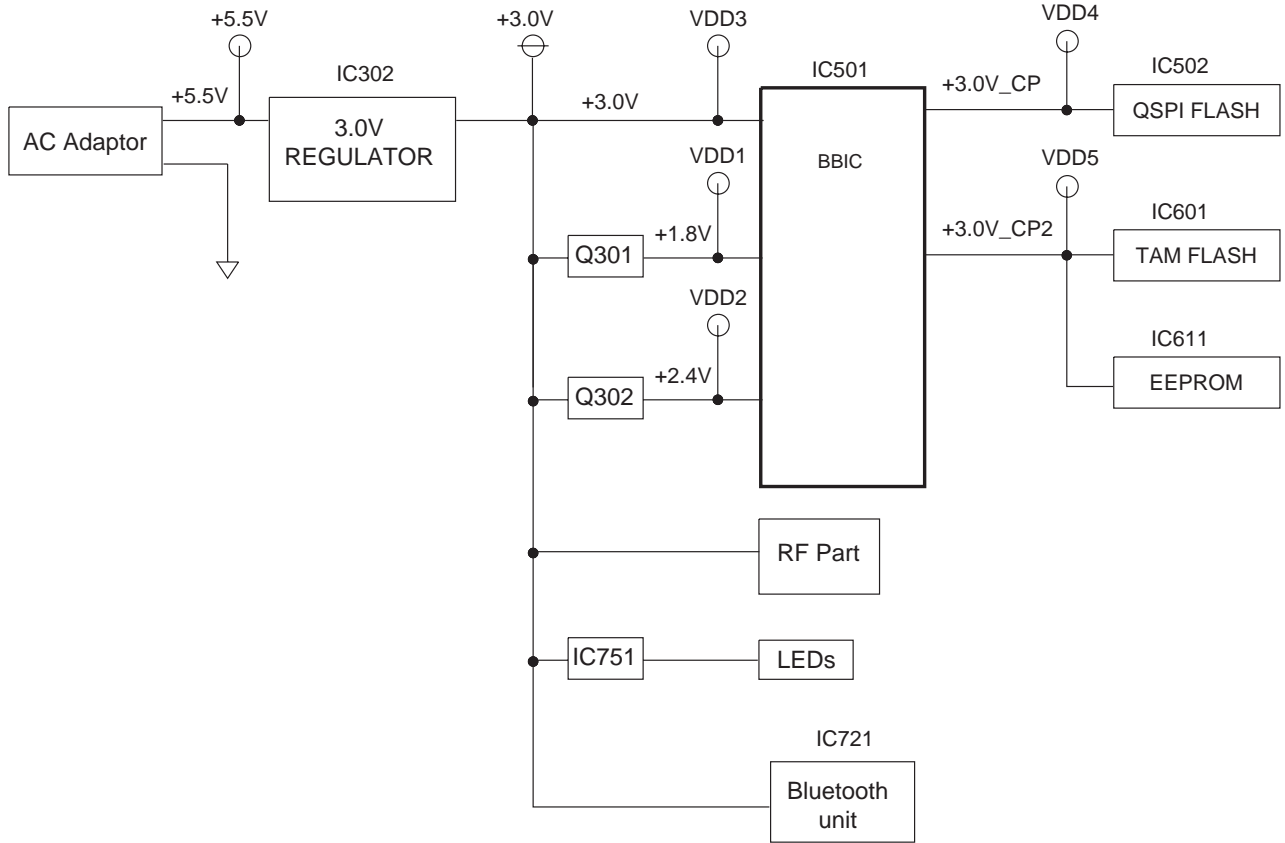 +5.5V
+3.0V
VDD3
VDD4
IC302
IC501
IC502
+5.5V
+3.0V
+3.0V_CP
AC Adaptor
3.0V
REGULATOR
QSPI FLASH
VDD1
BBIC
VDD5
+1.8V
+3.0V_CP2
IC601
Q301
TAM FLASH
VDD2
IC611
+2.4V
Q302
EEPROM
RF Part
IC751
LEDs
IC721
Bluetooth
unit